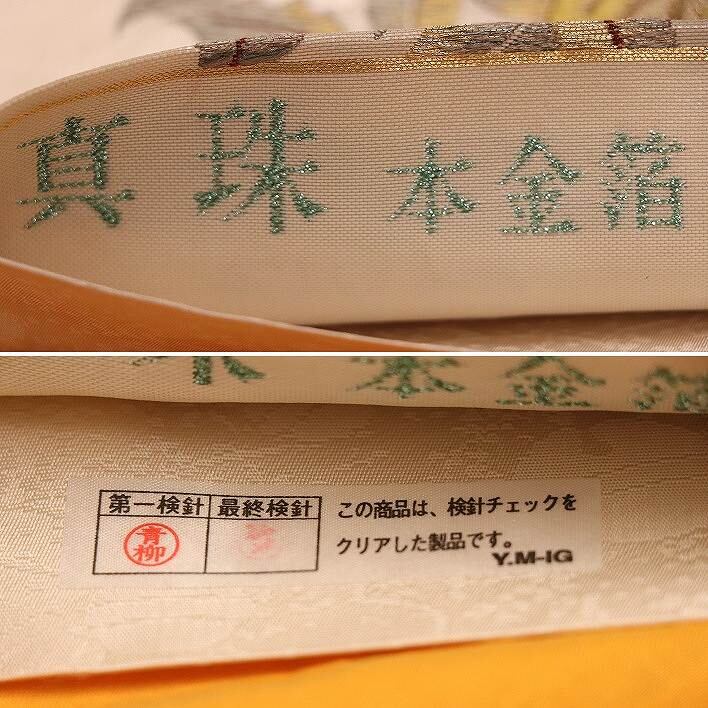 真珠 本金箔
第一検針 最終検針
青柳
この商品は、検針チェックを
クリアした製品です。
Y.M-IG